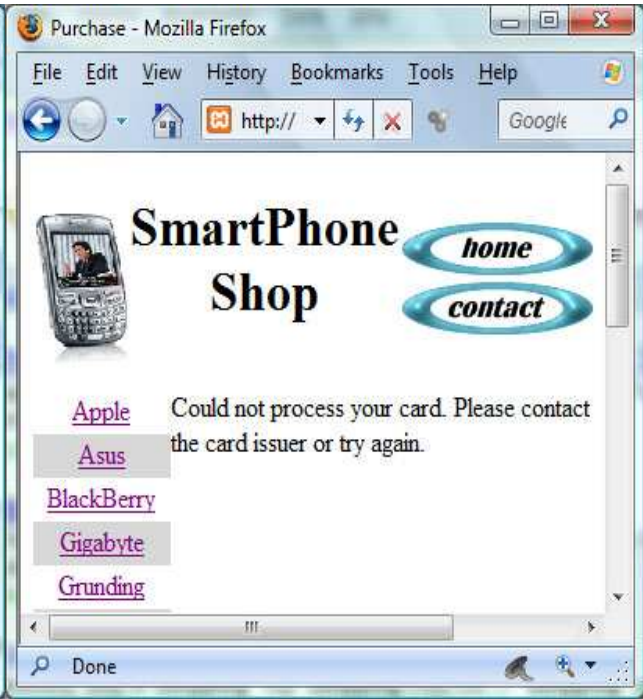 Purchase - Mozilla Firefox
File Edit View History Bookmarks Tools Help
http://
Google
SmartPhone
Shop
home
contact
Apple
Asus
BlackBerry
Gigabyte
Grunding
Could not process your card. Please contact
the card issuer or try again.
Done